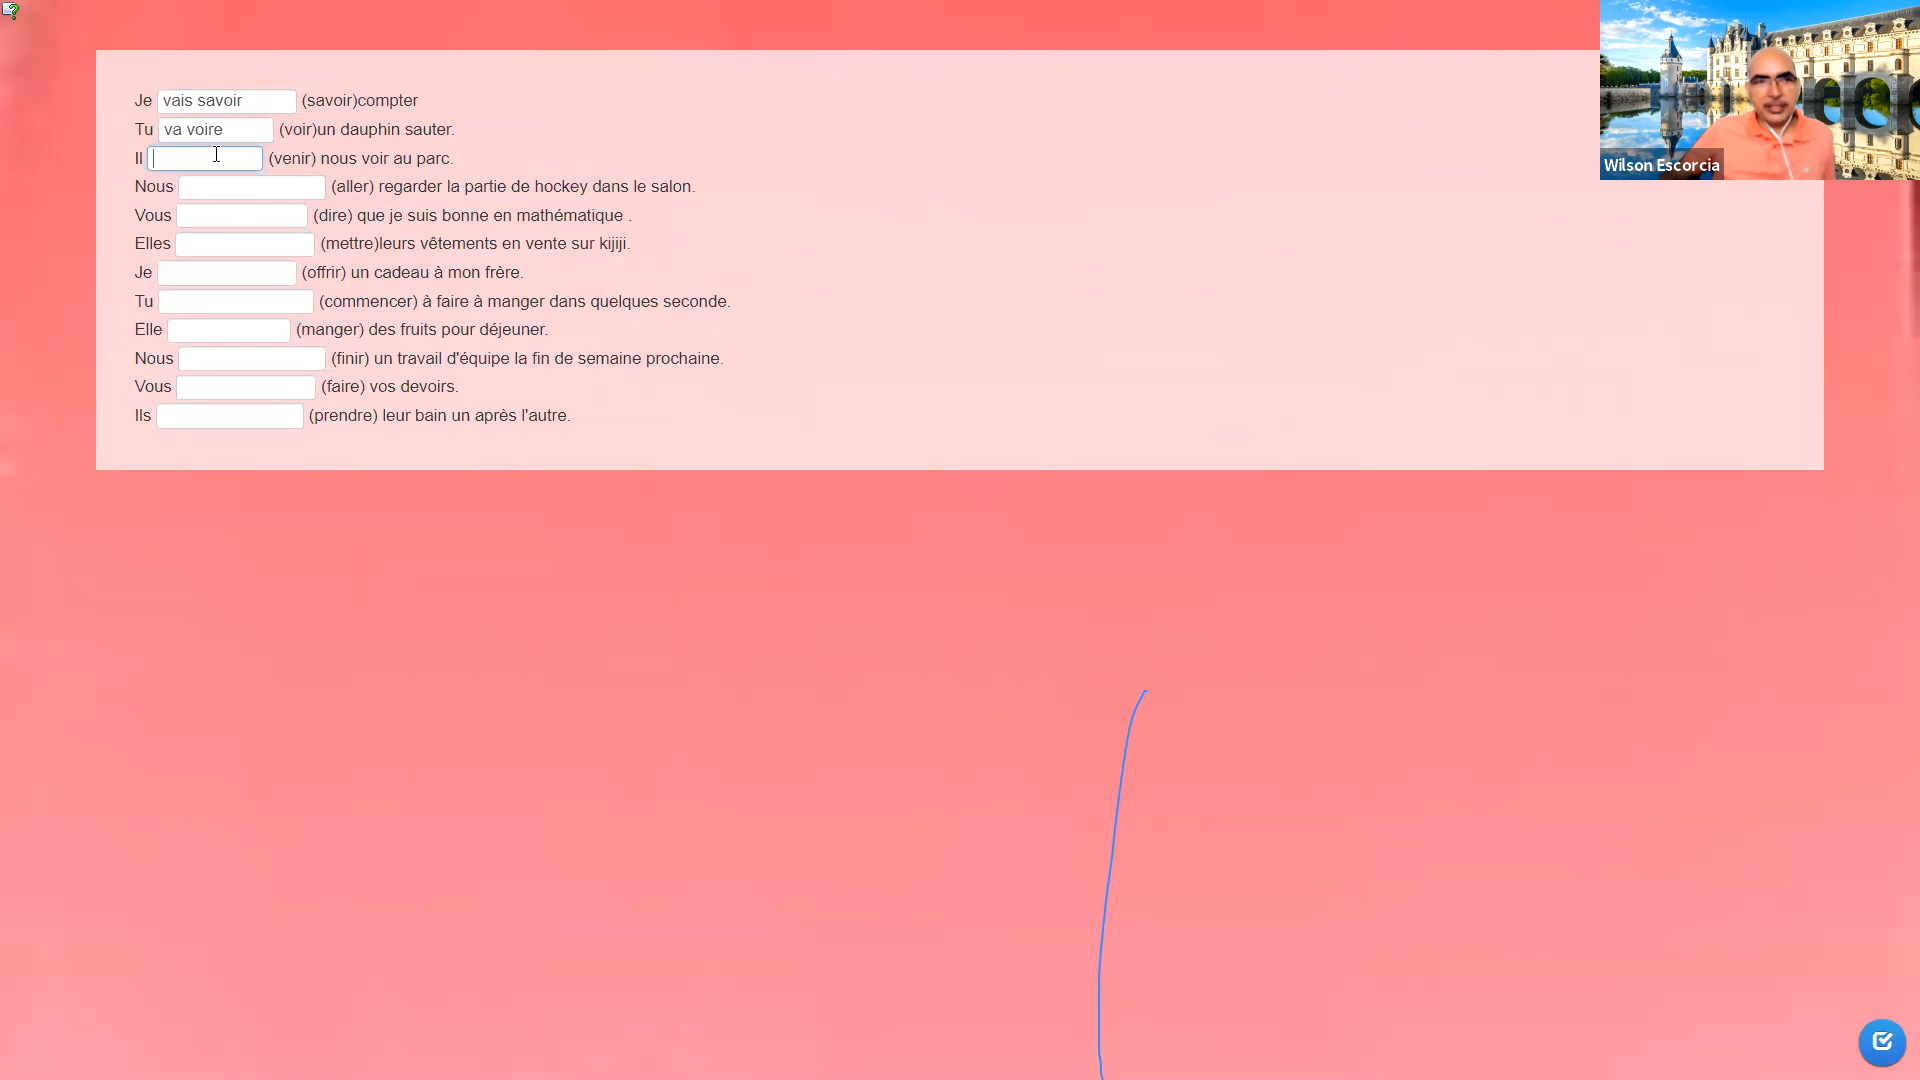 Je vais savoir (savoir)compter
Tu va voire (voir)un dauphin sauter.
Il (venir) nous voir au parc.
Nous (aller) regarder la partie de hockey dans le salon.
Vous (dire) que je suis bonne en mathématique .
Elles (mettre)leurs vêtements en vente sur kijiji.
Je (offrir) un cadeau à mon frère.
Tu (commencer) à faire à manger dans quelques seconde.
Elle (manger) des fruits pour déjeuner.
Nous (finir) un travail d'équipe la fin de semaine prochaine.
Vous (faire) vos devoirs.
Ils (prendre) leur bain un après l'autre.
Wilson Escorcia